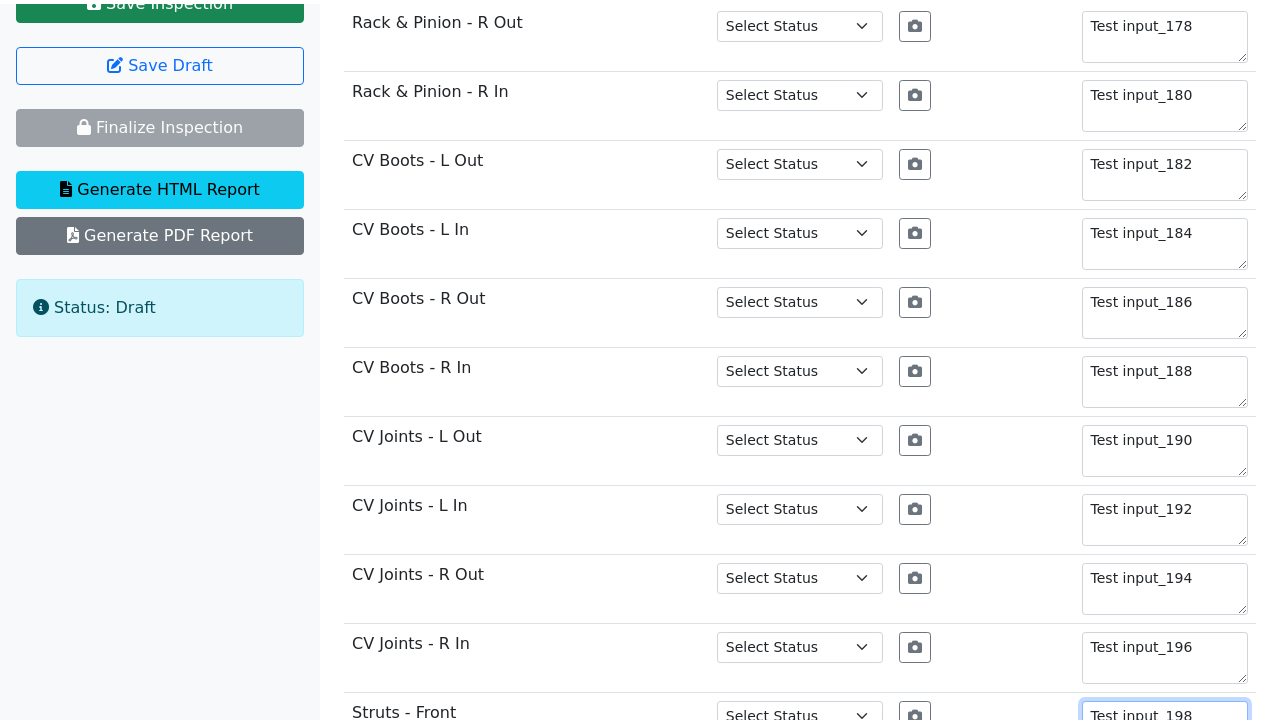 Save Inspection
Save Draft
Finalize Inspection
Generate HTML Report
Generate PDF Report
Status: Draft
Rack & Pinion - R Out Select Status Test input_178
Rack & Pinion - R In Select Status Test input_180
CV Boots - L Out Select Status Test input_182
CV Boots - L In Select Status Test input_184
CV Boots - R Out Select Status Test input_186
CV Boots - R In Select Status Test input_188
CV Joints - L Out Select Status Test input_190
CV Joints - L In Select Status Test input_192
CV Joints - R Out Select Status Test input_194
CV Joints - R In Select Status Test input_196
Struts - Front Select Status Test input_198